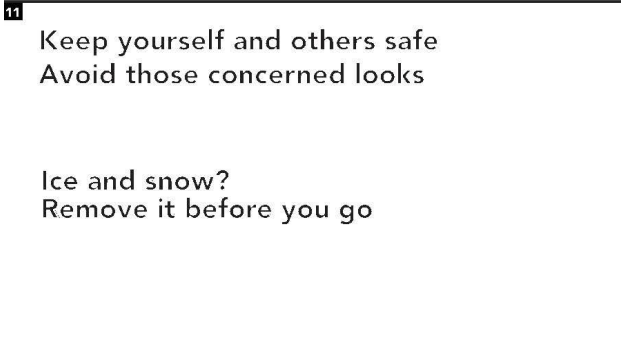 11
Keep yourself and others safe
Avoid those concerned looks
Ice and snow?
Remove it before you go